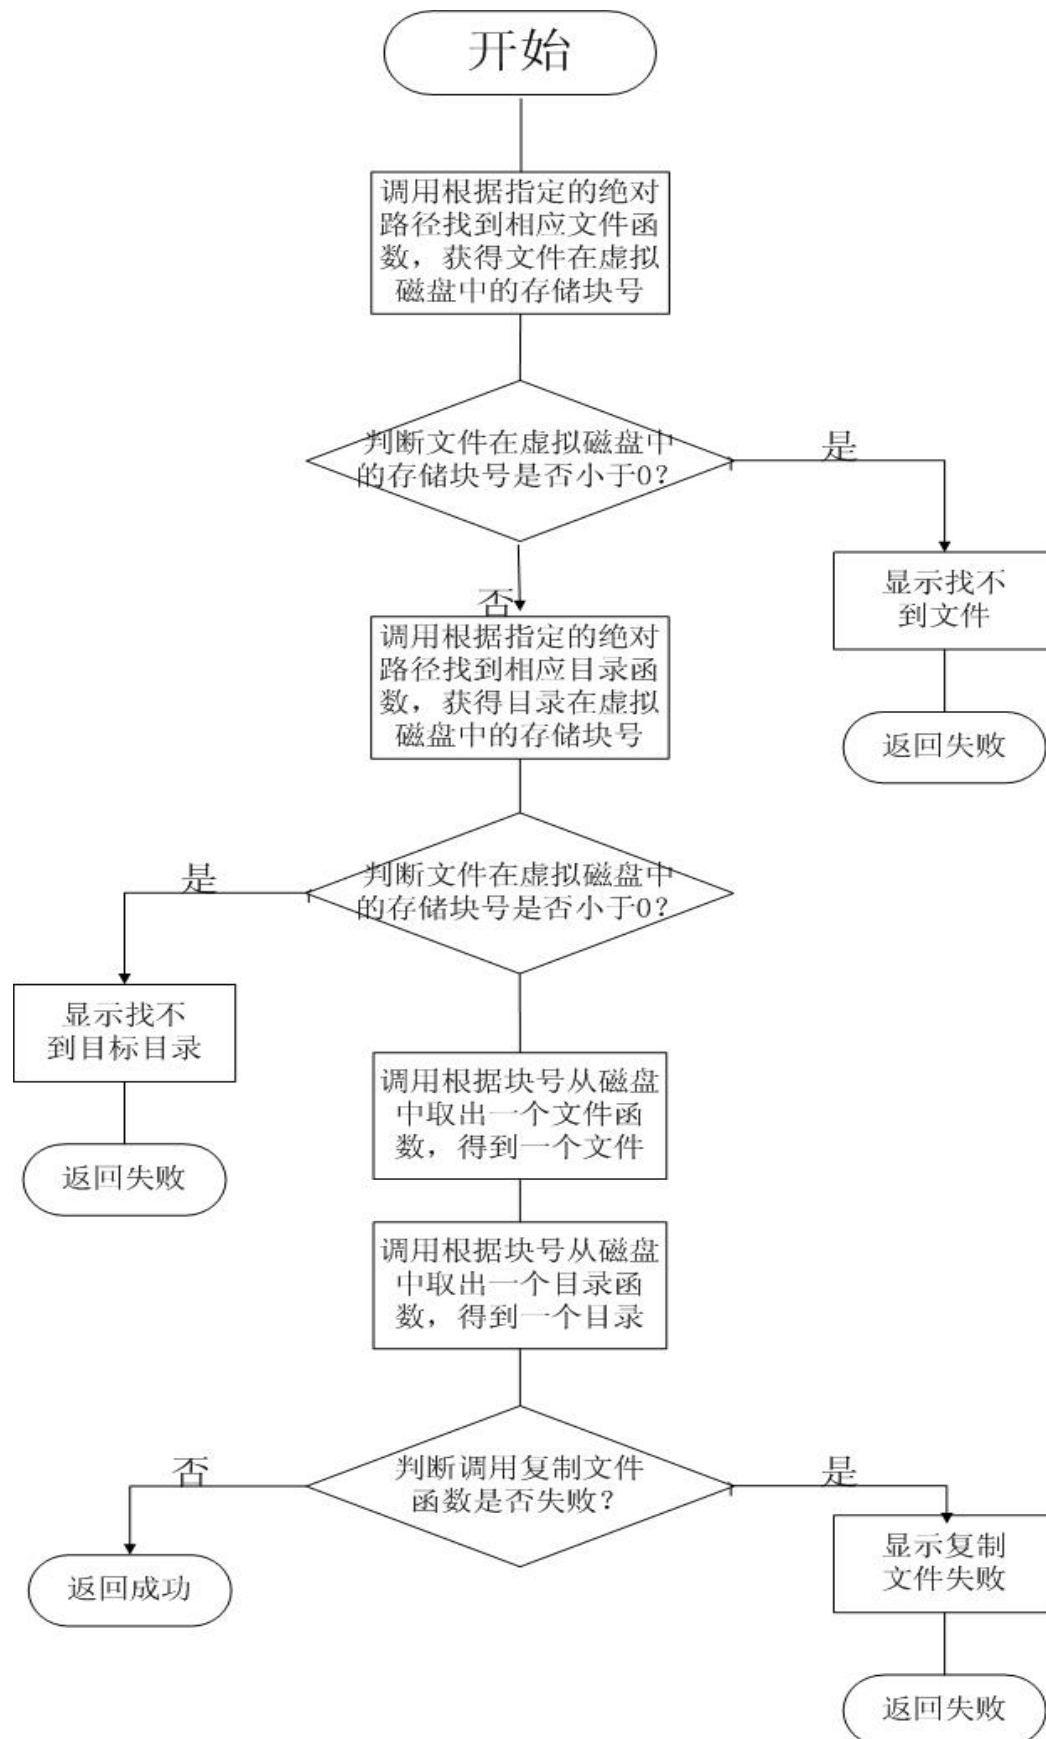 开始
调用根据指定的绝对
路径找到相应文件函
数，获得文件在虚拟
磁盘中的存储块号
判断文件在虚拟磁盘中
的存储块号是否小于0？
是
显示找不
到文件
返回失败
否
调用根据指定的绝对
路径找到相应目录函
数，获得目录在虚拟
磁盘中的存储块号
判断文件在虚拟磁盘中
的存储块号是否小于0？
是
显示找不
到目标目录
返回失败
调用根据块号从磁盘
中取出一个文件函
数，得到一个文件
调用根据块号从磁盘
中取出一个目录函
数，得到一个目录
判断调用复制文件
函数是否失败？
否
返回成功
是
显示复制
文件失败
返回失败